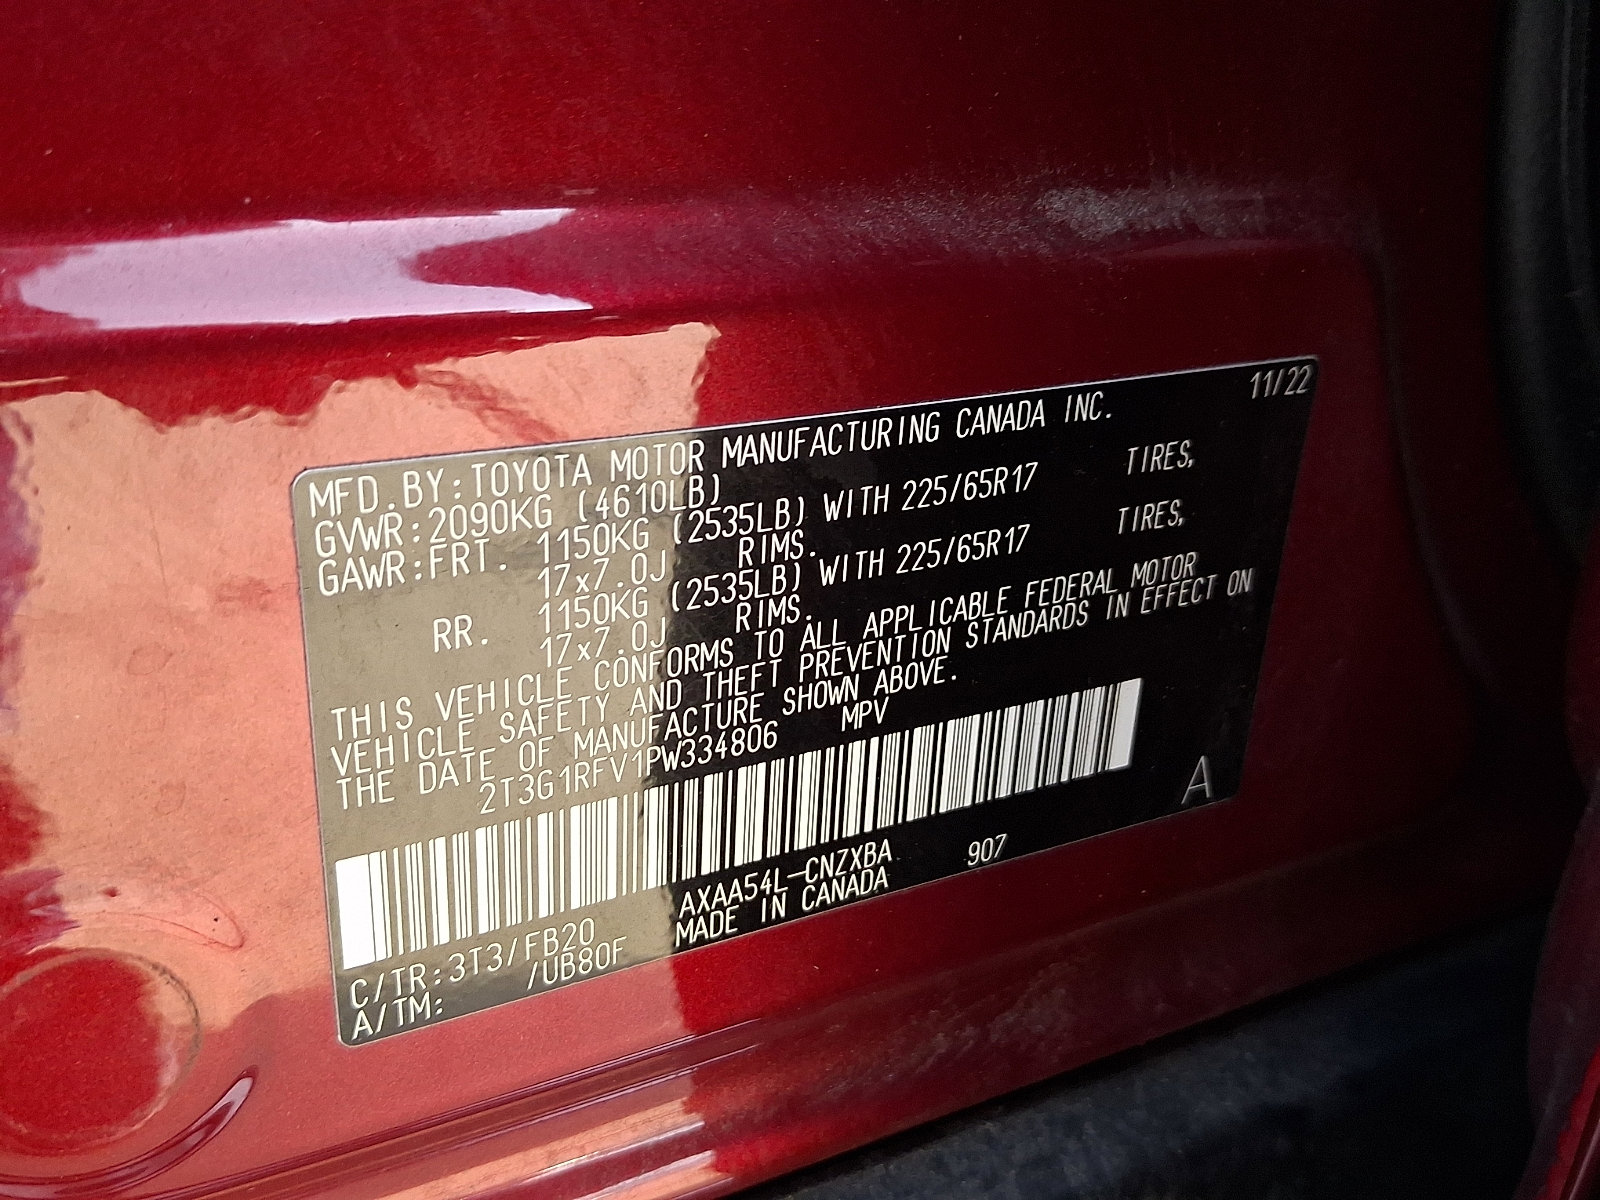 11/22
MFD.BY:TOYOTA MOTOR MANUFACTURING CANADA INC.
GVWR:2090KG (4610LB)
GAWR:FRT. 1150KG (2535LB) WITH 225/65R17 TIRES,
17x7.0J RIMS.
RR. 1150KG (2535LB) WITH 225/65R17 TIRES,
17x7.0J RIMS.
THIS VEHICLE CONFORMS TO ALL APPLICABLE FEDERAL MOTOR
VEHICLE SAFETY AND THEFT PREVENTION STANDARDS IN EFFECT ON
THE DATE OF MANUFACTURE SHOWN ABOVE.
2T3G1RFV1PW334806 MPV
A
C/TR:3T3/FB20 AXAA54L-CNZXBA 907
A/TM: /UB80F MADE IN CANADA